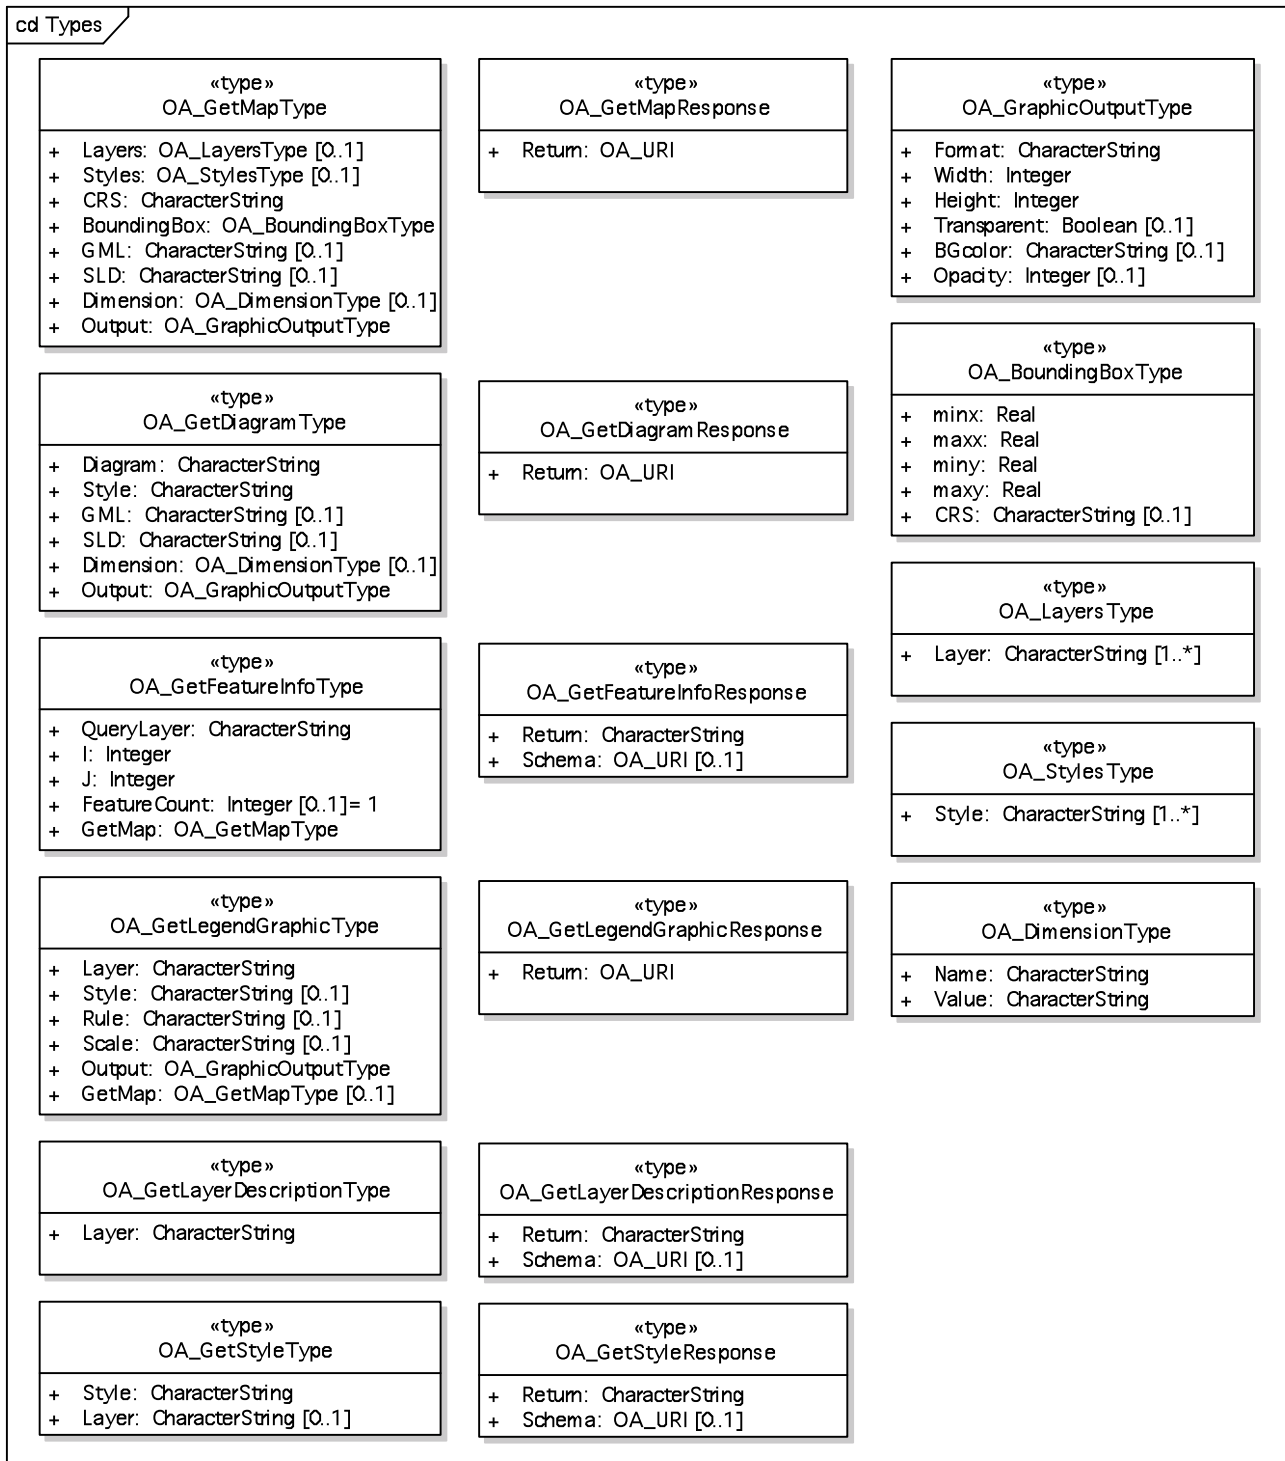 cd Types
«type»
OA_GetMapType
+ Layers: OA_LayersType [0..1]
+ Styles: OA_StylesType [0..1]
+ CRS: CharacterString
+ BoundingBox: OA_BoundingBoxType
+ GML: CharacterString [0..1]
+ SLD: CharacterString [0..1]
+ Dimension: OA_DimensionType [0..1]
+ Output: OA_GraphicOutputType
«type»
OA_GetDiagramType
+ Diagram: CharacterString
+ Style: CharacterString
+ GML: CharacterString [0..1]
+ SLD: CharacterString [0..1]
+ Dimension: OA_DimensionType [0..1]
+ Output: OA_GraphicOutputType
«type»
OA_GetFeatureInfoType
+ QueryLayer: CharacterString
+ I: Integer
+ J: Integer
+ FeatureCount: Integer [0..1] = 1
+ GetMap: OA_GetMapType
«type»
OA_GetLegendGraphicType
+ Layer: CharacterString
+ Style: CharacterString [0..1]
+ Rule: CharacterString [0..1]
+ Scale: CharacterString [0..1]
+ Output: OA_GraphicOutputType
+ GetMap: OA_GetMapType [0..1]
«type»
OA_GetLayerDescriptionType
+ Layer: CharacterString
«type»
OA_GetStyleType
+ Style: CharacterString
+ Layer: CharacterString [0..1]
«type»
OA_GetMapResponse
+ Return: OA_URI
«type»
OA_GetDiagramResponse
+ Return: OA_URI
«type»
OA_GetFeatureInfoResponse
+ Return: CharacterString
+ Schema: OA_URI [0..1]
«type»
OA_GetLegendGraphicResponse
+ Return: OA_URI
«type»
OA_GetLayerDescriptionResponse
+ Return: CharacterString
+ Schema: OA_URI [0..1]
«type»
OA_GetStyleResponse
+ Return: CharacterString
+ Schema: OA_URI [0..1]
«type»
OA_GraphicOutputType
+ Format: CharacterString
+ Width: Integer
+ Height: Integer
+ Transparent: Boolean [0..1]
+ BGcolor: CharacterString [0..1]
+ Opacity: Integer [0..1]
«type»
OA_BoundingBoxType
+ minx: Real
+ maxx: Real
+ miny: Real
+ maxy: Real
+ CRS: CharacterString [0..1]
«type»
OA_LayersType
+ Layer: CharacterString [1..*]
«type»
OA_StylesType
+ Style: CharacterString [1..*]
«type»
OA_DimensionType
+ Name: CharacterString
+ Value: CharacterString